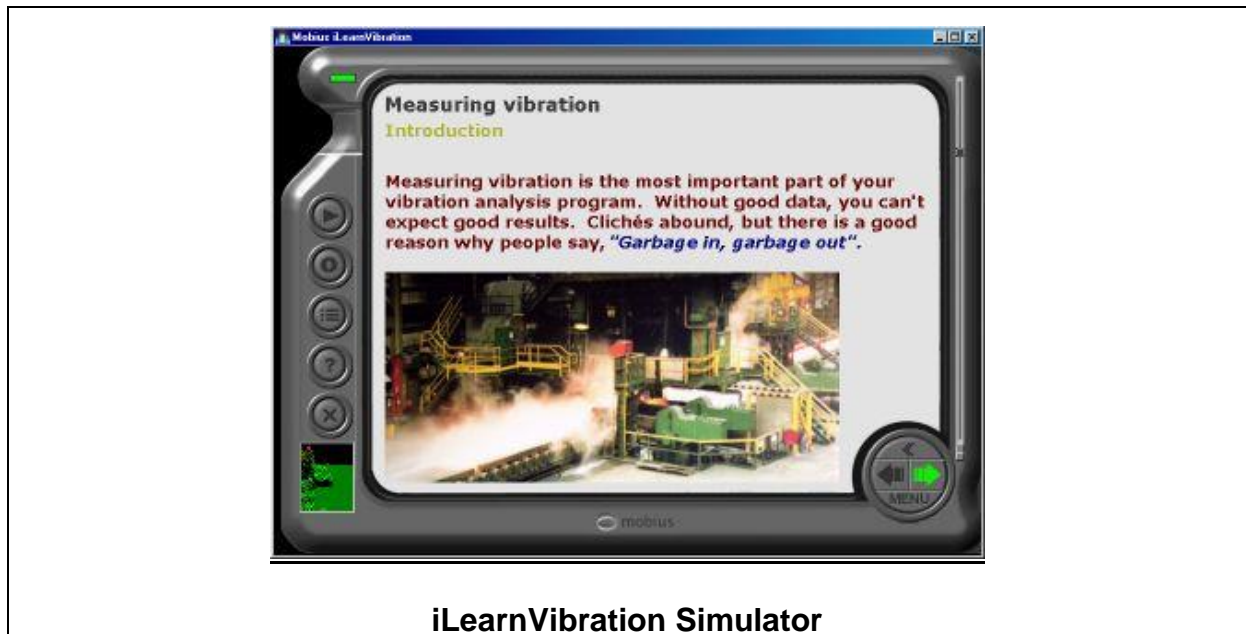 Mobius iLearnVibration
Measuring vibration
Introduction
Measuring vibration is the most important part of your
vibration analysis program.  Without good data, you can't
expect good results.  Clichés abound, but there is a good
reason why people say, "Garbage in, garbage out".
MENU
mobius
iLearnVibration Simulator